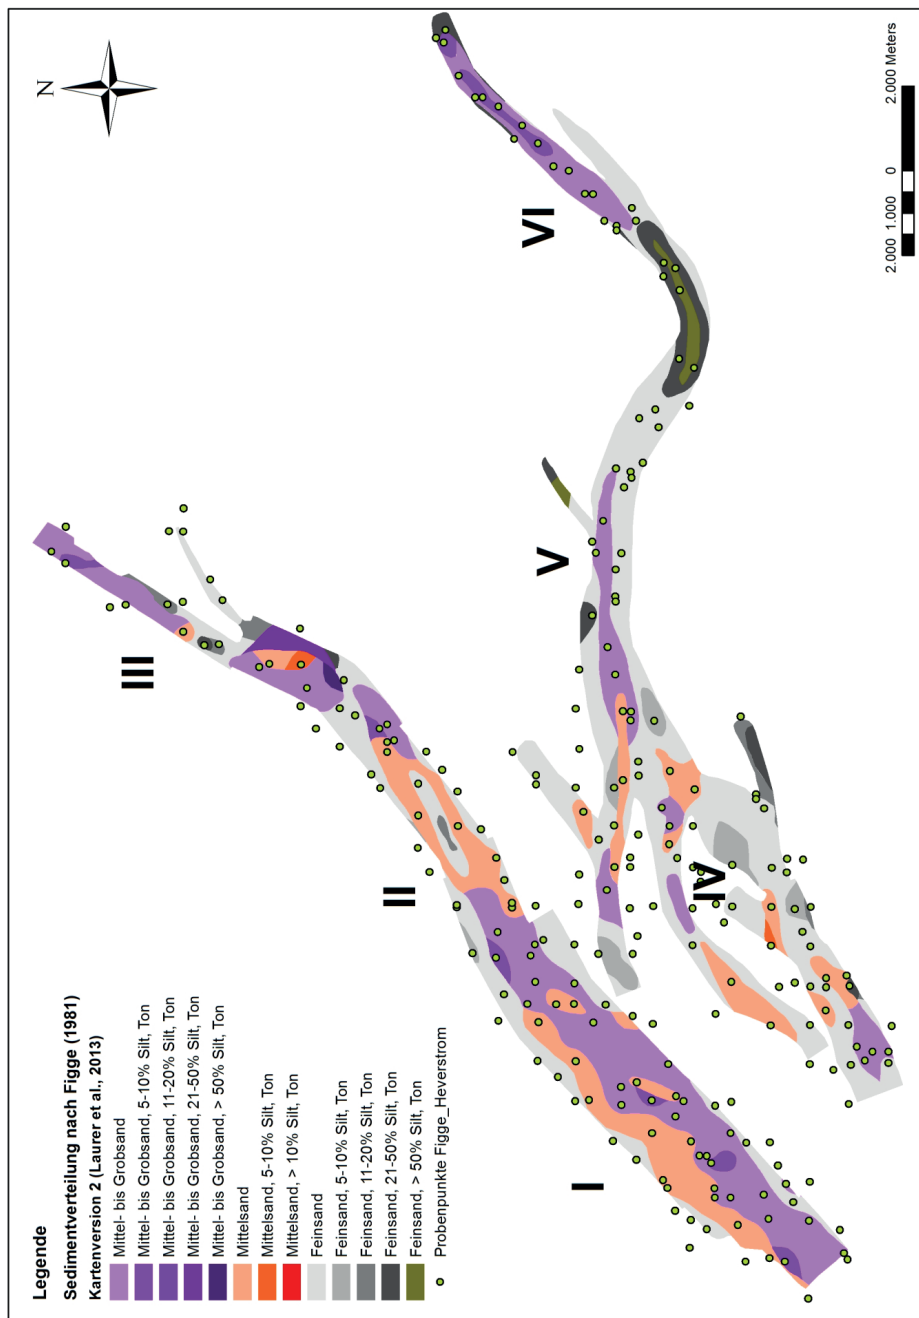 Legende
Sedimentverteilung nach Figge (1981)
Kartenversion 2 (Laurer et al., 2013)
Mittel- bis Grobsand
Mittel- bis Grobsand, 5-10% Silt, Ton
Mittel- bis Grobsand, 11-20% Silt, Ton
Mittel- bis Grobsand, 21-50% Silt, Ton
Mittel- bis Grobsand, > 50% Silt, Ton
Mittelsand
Mittelsand, 5-10% Silt, Ton
Mittelsand, > 10% Silt, Ton
Feinsand
Feinsand, 5-10% Silt, Ton
Feinsand, 11-20% Silt, Ton
Feinsand, 21-50% Silt, Ton
Feinsand, > 50% Silt, Ton
Probenpunkte Figge_Heverstrom
I
II
III
IV
V
VI
N
2.000 1.000 0 2.000 Meters